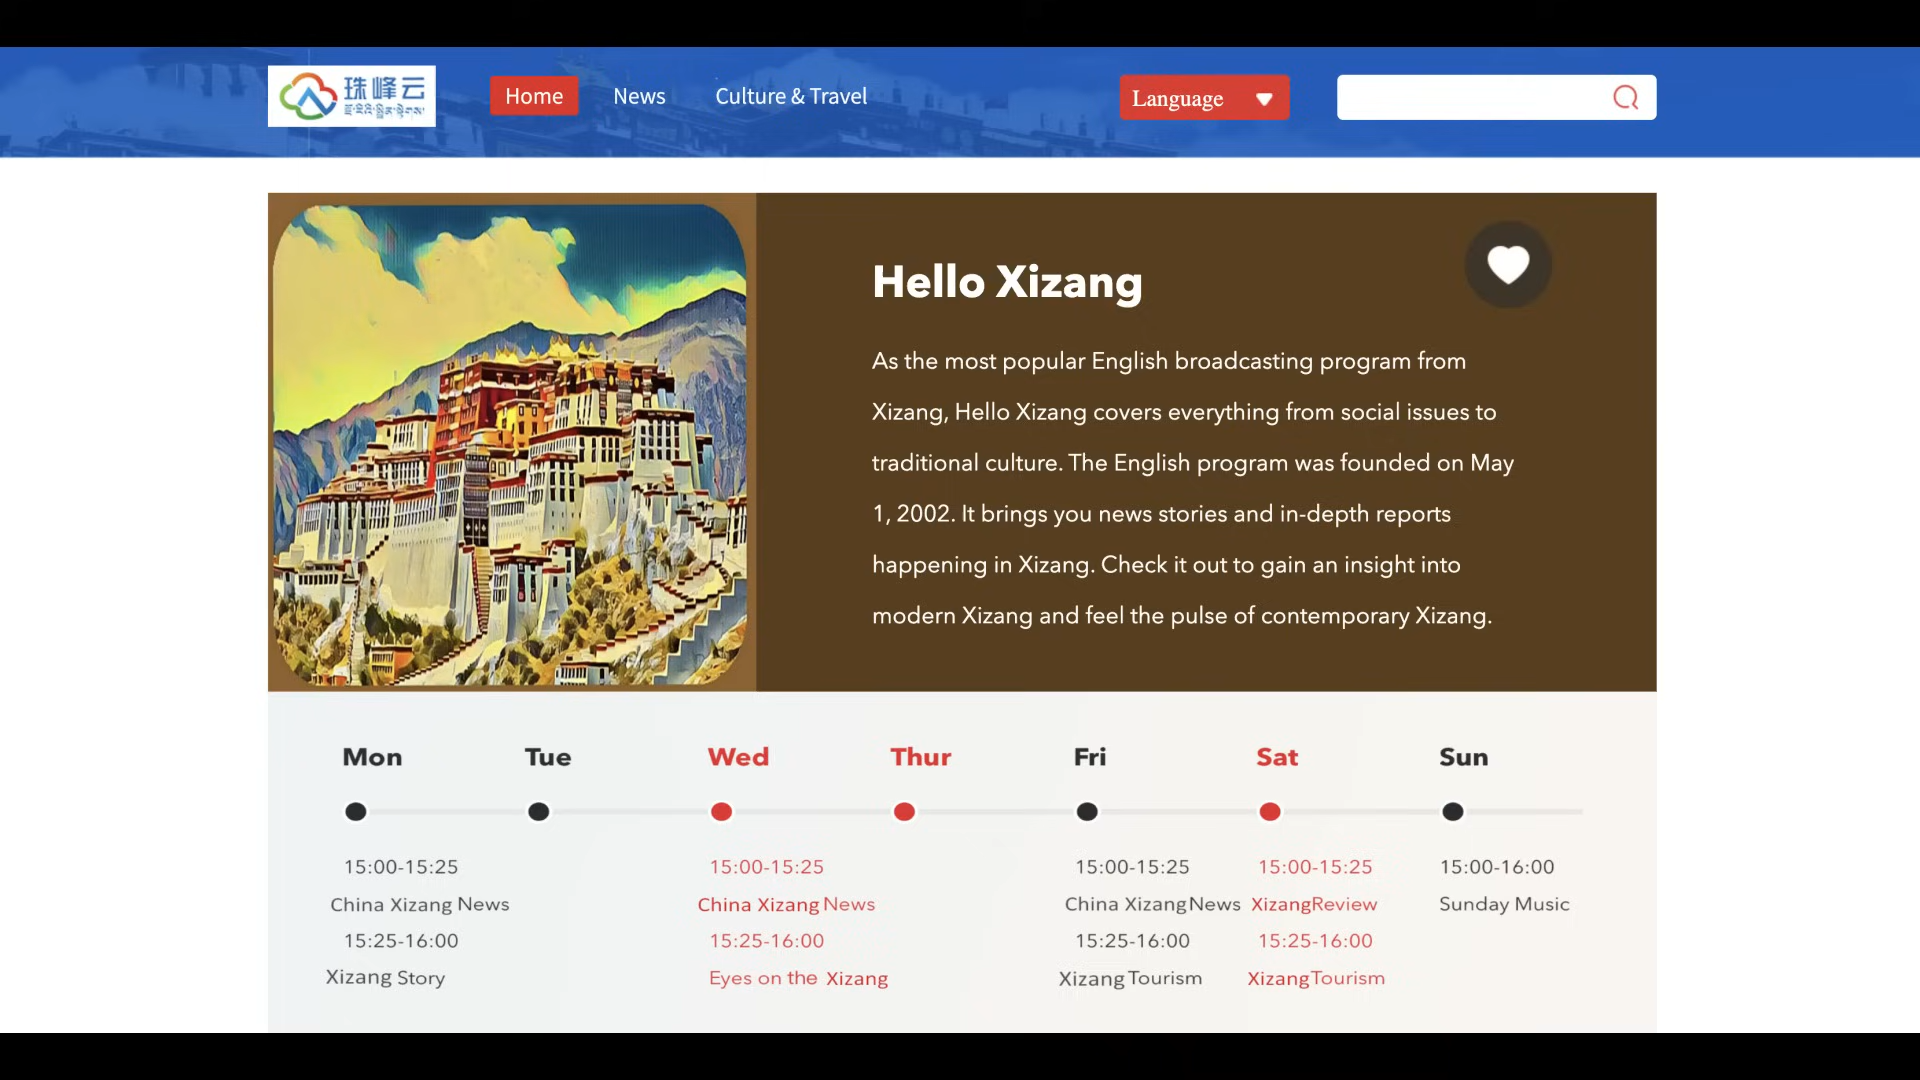 珠峰云
Home News Culture & Travel Language
Hello Xizang
As the most popular English broadcasting program from
Xizang, Hello Xizang covers everything from social issues to
traditional culture. The English program was founded on May
1, 2002. It brings you news stories and in-depth reports
happening in Xizang. Check it out to gain an insight into
modern Xizang and feel the pulse of contemporary Xizang.
Mon Tue Wed Thur Fri Sat Sun
15:00-15:25 15:00-15:25 15:00-15:25 15:00-15:25 15:00-16:00
China Xizang News China Xizang News China Xizang News Xizang Review Sunday Music
15:25-16:00 15:25-16:00 15:25-16:00 15:25-16:00
Xizang Story Eyes on the Xizang Xizang Tourism Xizang Tourism